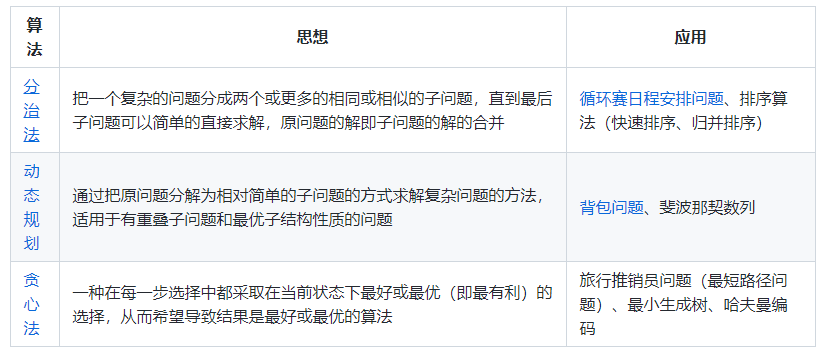 算法
思想
应用
分治法
把一个复杂的问题分成两个或更多的相同或相似的子问题，直到最后
子问题可以简单的直接求解，原问题的解即子问题的解的合并
循环赛日程安排问题、排序算
法（快速排序、归并排序）
动态规划
通过把原问题分解为相对简单的子问题的方式求解复杂问题的方法，
适用于有重叠子问题和最优子结构性质的问题
背包问题、斐波那契数列
贪心法
一种在每一步选择中都采取在当前状态下最好或最优（即最有利）的
选择，从而希望导致结果是最好或最优的算法
旅行推销员问题（最短路径问
题）、最小生成树、哈夫曼编
码